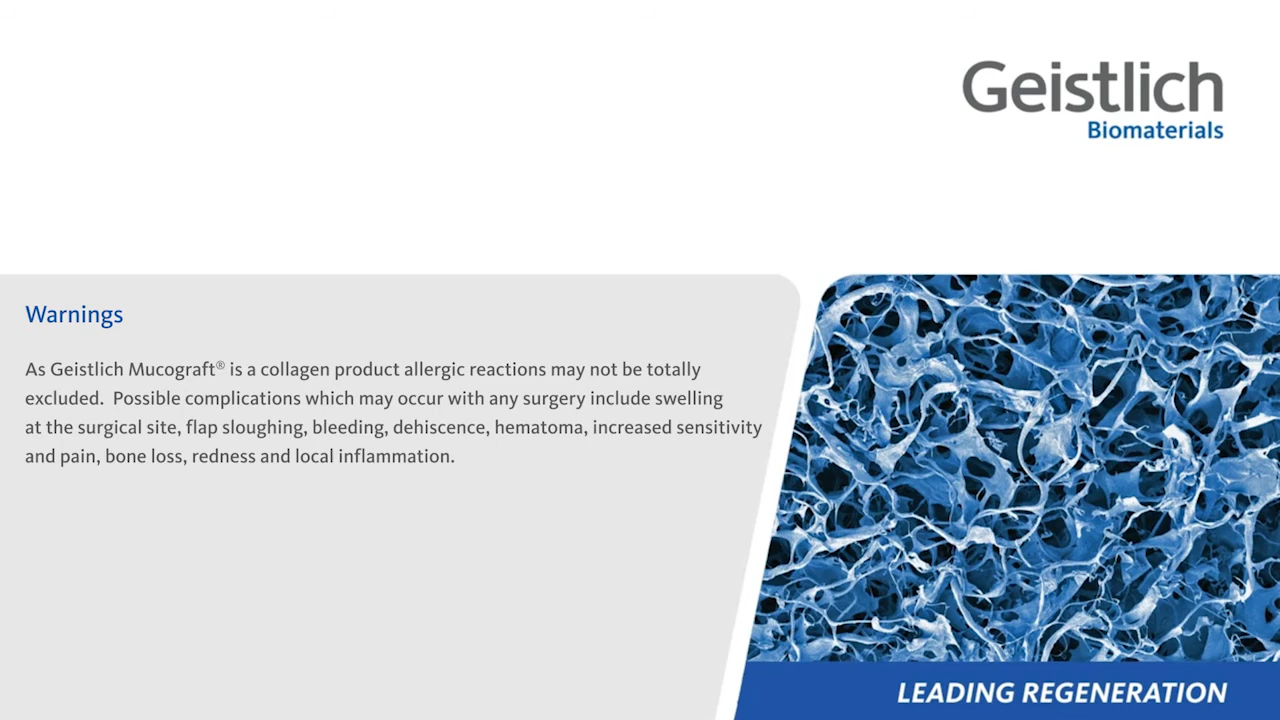 Geistlich
Biomaterials
Warnings
As Geistlich Mucograft® is a collagen product allergic reactions may not be totally
excluded.  Possible complications which may occur with any surgery include swelling
at the surgical site, flap sloughing, bleeding, dehiscence, hematoma, increased sensitivity
and pain, bone loss, redness and local inflammation.
LEADING REGENERATION